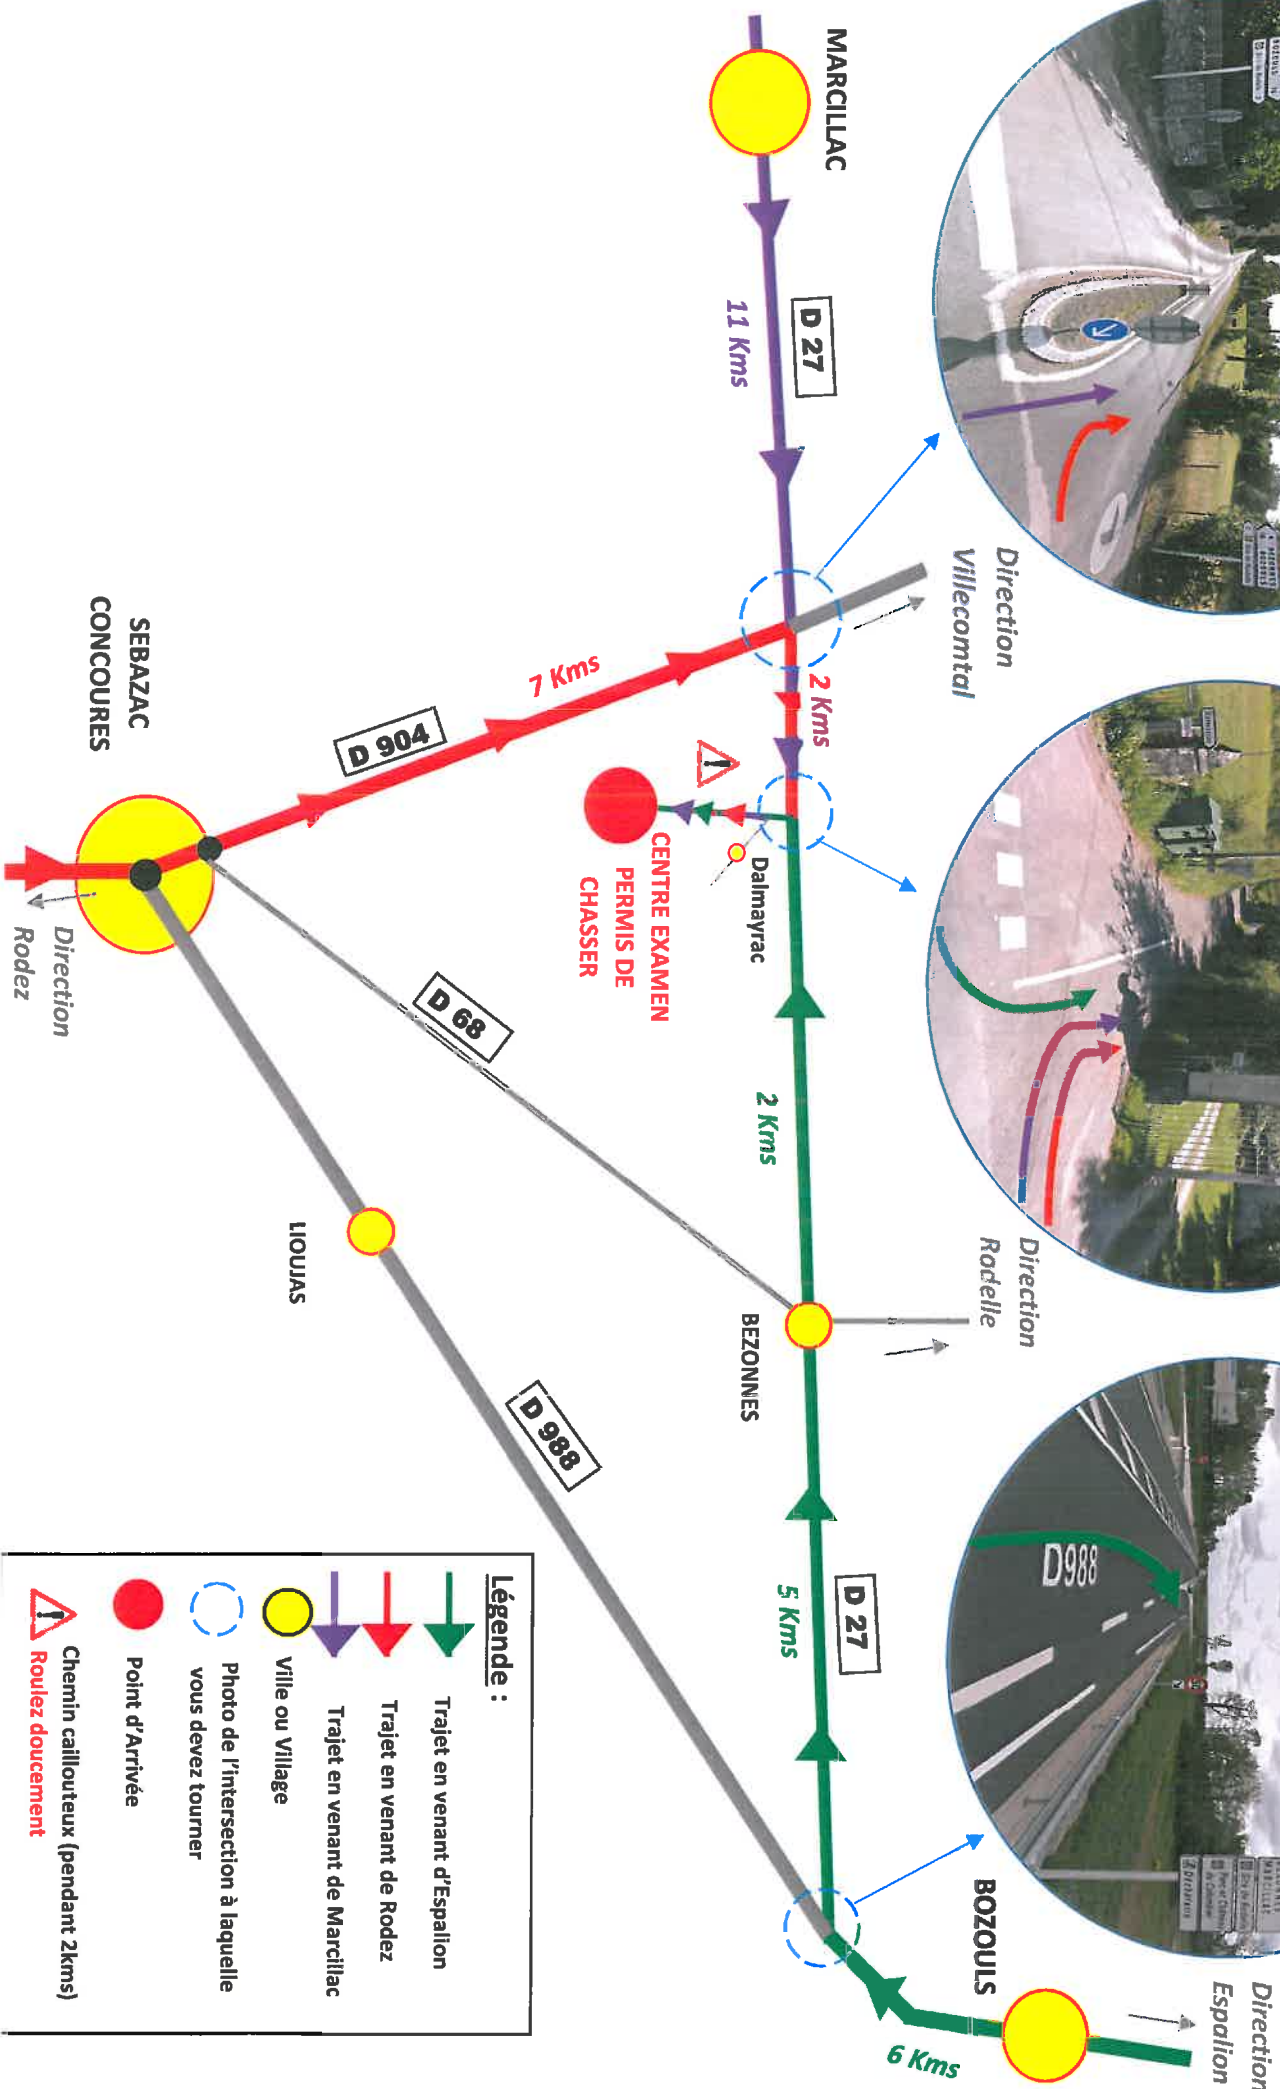 Direction
Espalion
BOZOULS
6 Kms
D988
Direction
Rodelle
Direction
Villecomtal
MARCILLAC
D 27
11 Kms
2 Kms
Dalmayrac
CENTRE EXAMEN
PERMIS DE
CHASSER
2 Kms
BEZONNES
D 27
5 Kms
7 Kms
D 904
D 68
D 988
LIOUJAS
SEBAZAC
CONCOURES
Direction
Rodez
Légende :
Trajet en venant d'Espalion
Trajet en venant de Rodez
Trajet en venant de Marcillac
Ville ou Village
Photo de l'intersection à laquelle
vous devez tourner
Point d'Arrivée
Chemin caillouteux (pendant 2kms)
Roulez doucement